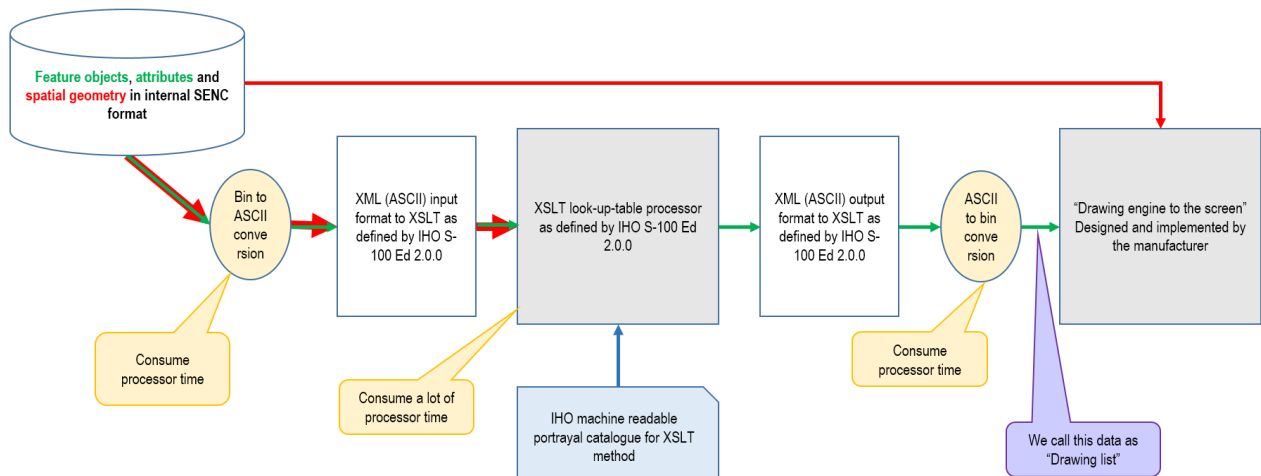 Feature objects, attributes and
spatial geometry in internal SENC
format
Bin to
ASCII
conve
rsion
XML (ASCII) input
format to XSLT as
defined by IHO S-
100 Ed 2.0.0
XSLT look-up-table processor
as defined by IHO S-100 Ed
2.0.0
XML (ASCII) output
format to XSLT as
defined by IHO S-
100 Ed 2.0.0
ASCII
to bin
conve
rsion
“Drawing engine to the screen”
Designed and implemented by
the manufacturer
Consume
processor time
Consume a lot of
processor time
IHO machine readable
portrayal catalogue for XSLT
method
Consume
processor time
We call this data as
“Drawing list”